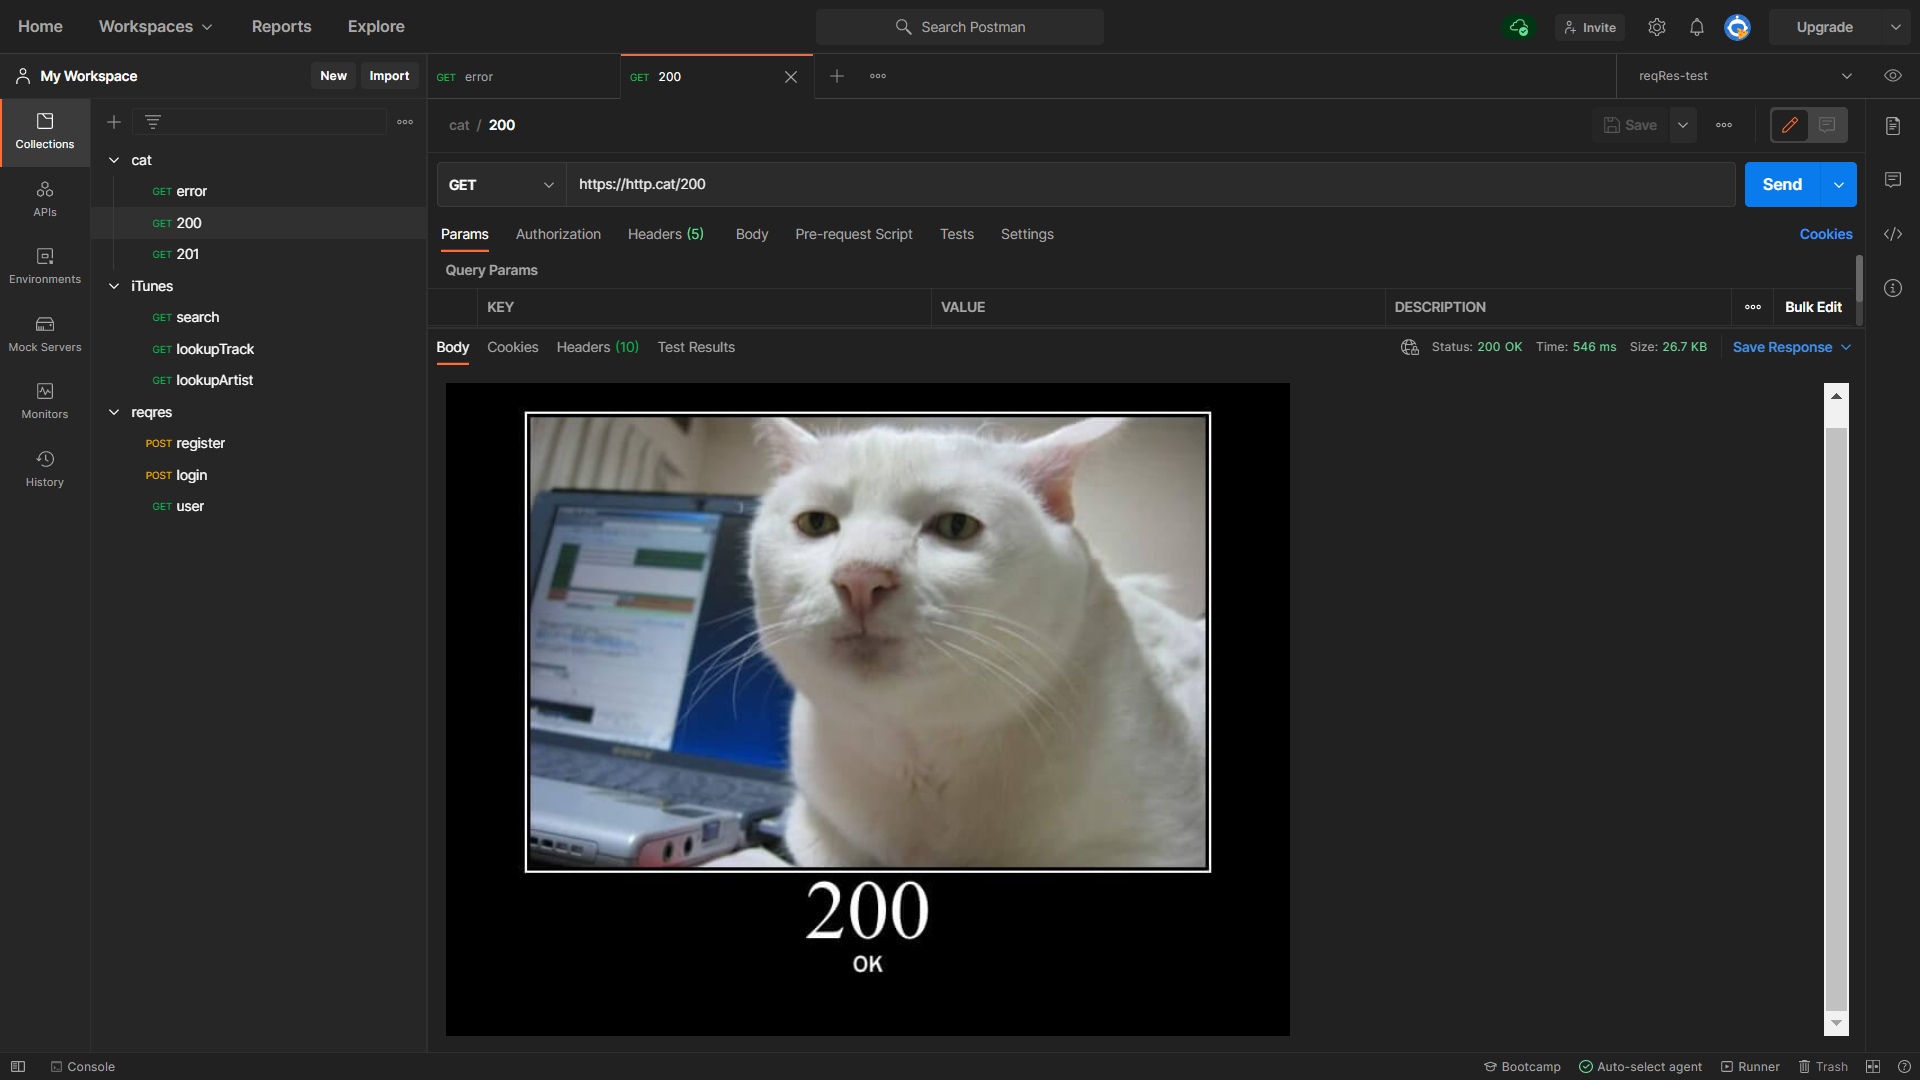 Home Workspaces Reports Explore Search Postman Invite Upgrade
My Workspace New Import GET error GET 200 reqRes-test
cat / 200 Save
Collections
APIs
Environments
Mock Servers
Monitors
History
cat
GET error
GET 200
GET 201
iTunes
GET search
GET lookupTrack
GET lookupArtist
reqres
POST register
POST login
GET user
GET https://http.cat/200 Send
Params Authorization Headers (5) Body Pre-request Script Tests Settings Cookies
Query Params
KEY VALUE DESCRIPTION Bulk Edit
Body Cookies Headers (10) Test Results Status: 200 OK Time: 546 ms Size: 26.7 KB Save Response
SONY
200
OK
Console Bootcamp Auto-select agent Runner Trash